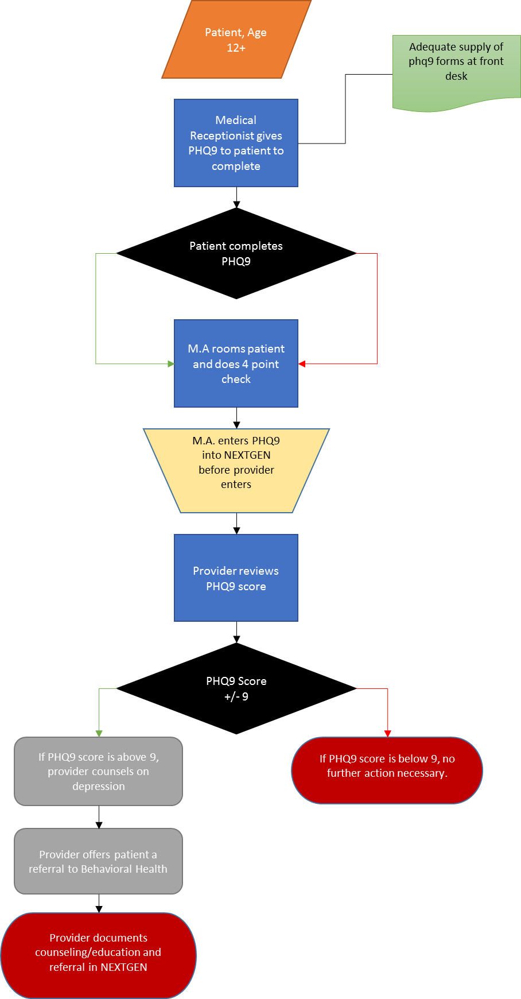 Patient, Age
12+
Adequate supply of
phq9 forms at front
desk
Medical
Receptionist gives
PHQ9 to patient to
complete
Patient completes
PHQ9
M.A rooms patient
and does 4 point
check
M.A. enters PHQ9
into NEXTGEN
before provider
enters
Provider reviews
PHQ9 score
PHQ9 Score
+/- 9
If PHQ9 score is above 9,
provider counsels on
depression
If PHQ9 score is below 9, no
further action necessary.
Provider offers patient a
referral to Behavioral Health
Provider documents
counseling/education and
referral in NEXTGEN